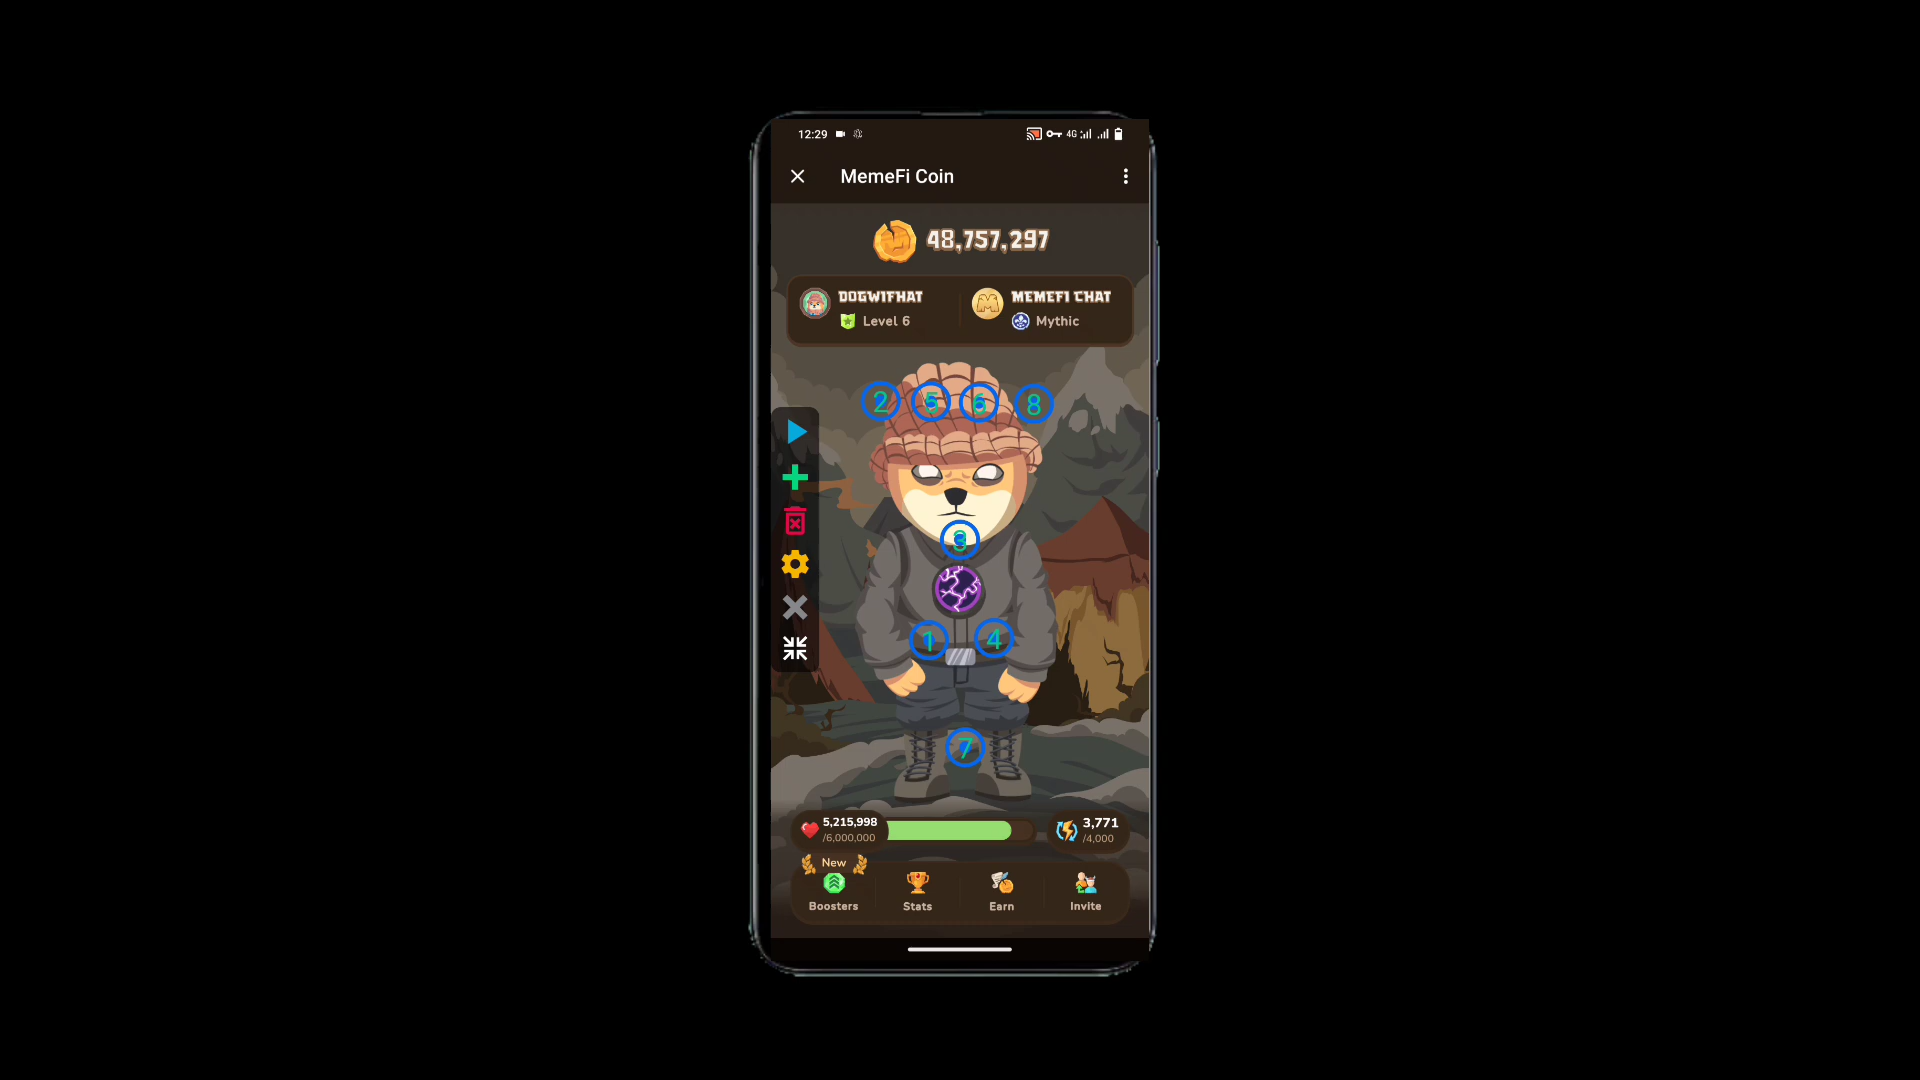 12:29
4G
MemeFi Coin
48,757,297
DOGWIFHAT
MEMEFI CHAT
Level 6
Mythic
2
5
6
8
3
1
4
7
5,215,998
/6,000,000
3,771
/4,000
New
Boosters
Stats
Earn
Invite